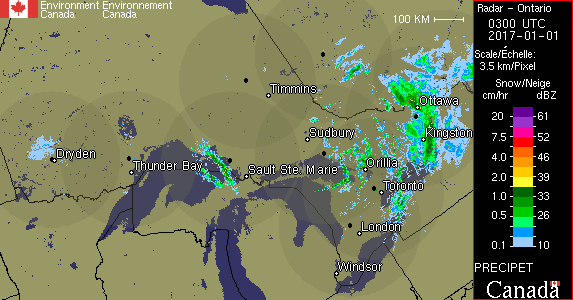 Environment Environnement
Canada Canada
100 KM
Timmins
Ottawa
Sudbury
Kingston
Dryden
Thunder Bay
Sault Ste. Marie
Orillia
Toronto
London
Windsor
Radar - Ontario
0300 UTC
2017-01-01
Scale/Échelle:
3.5 km/Pixel
Snow/Neige
cm/hr dBZ
20 61
7.5 52
4.0 46
2.0 39
1.0 33
0.5 26
0.1 10
PRECIPET
Canada